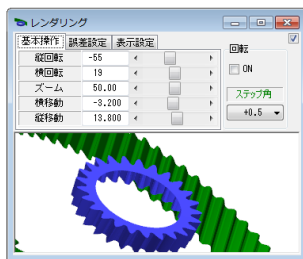 レンダリング
基本操作 誤差設定 表示設定
縦回転 -55
横回転 19
ズーム 50.00
横移動 -3.200
縦移動 13.800
回転
ON
ステップ角
+0.5